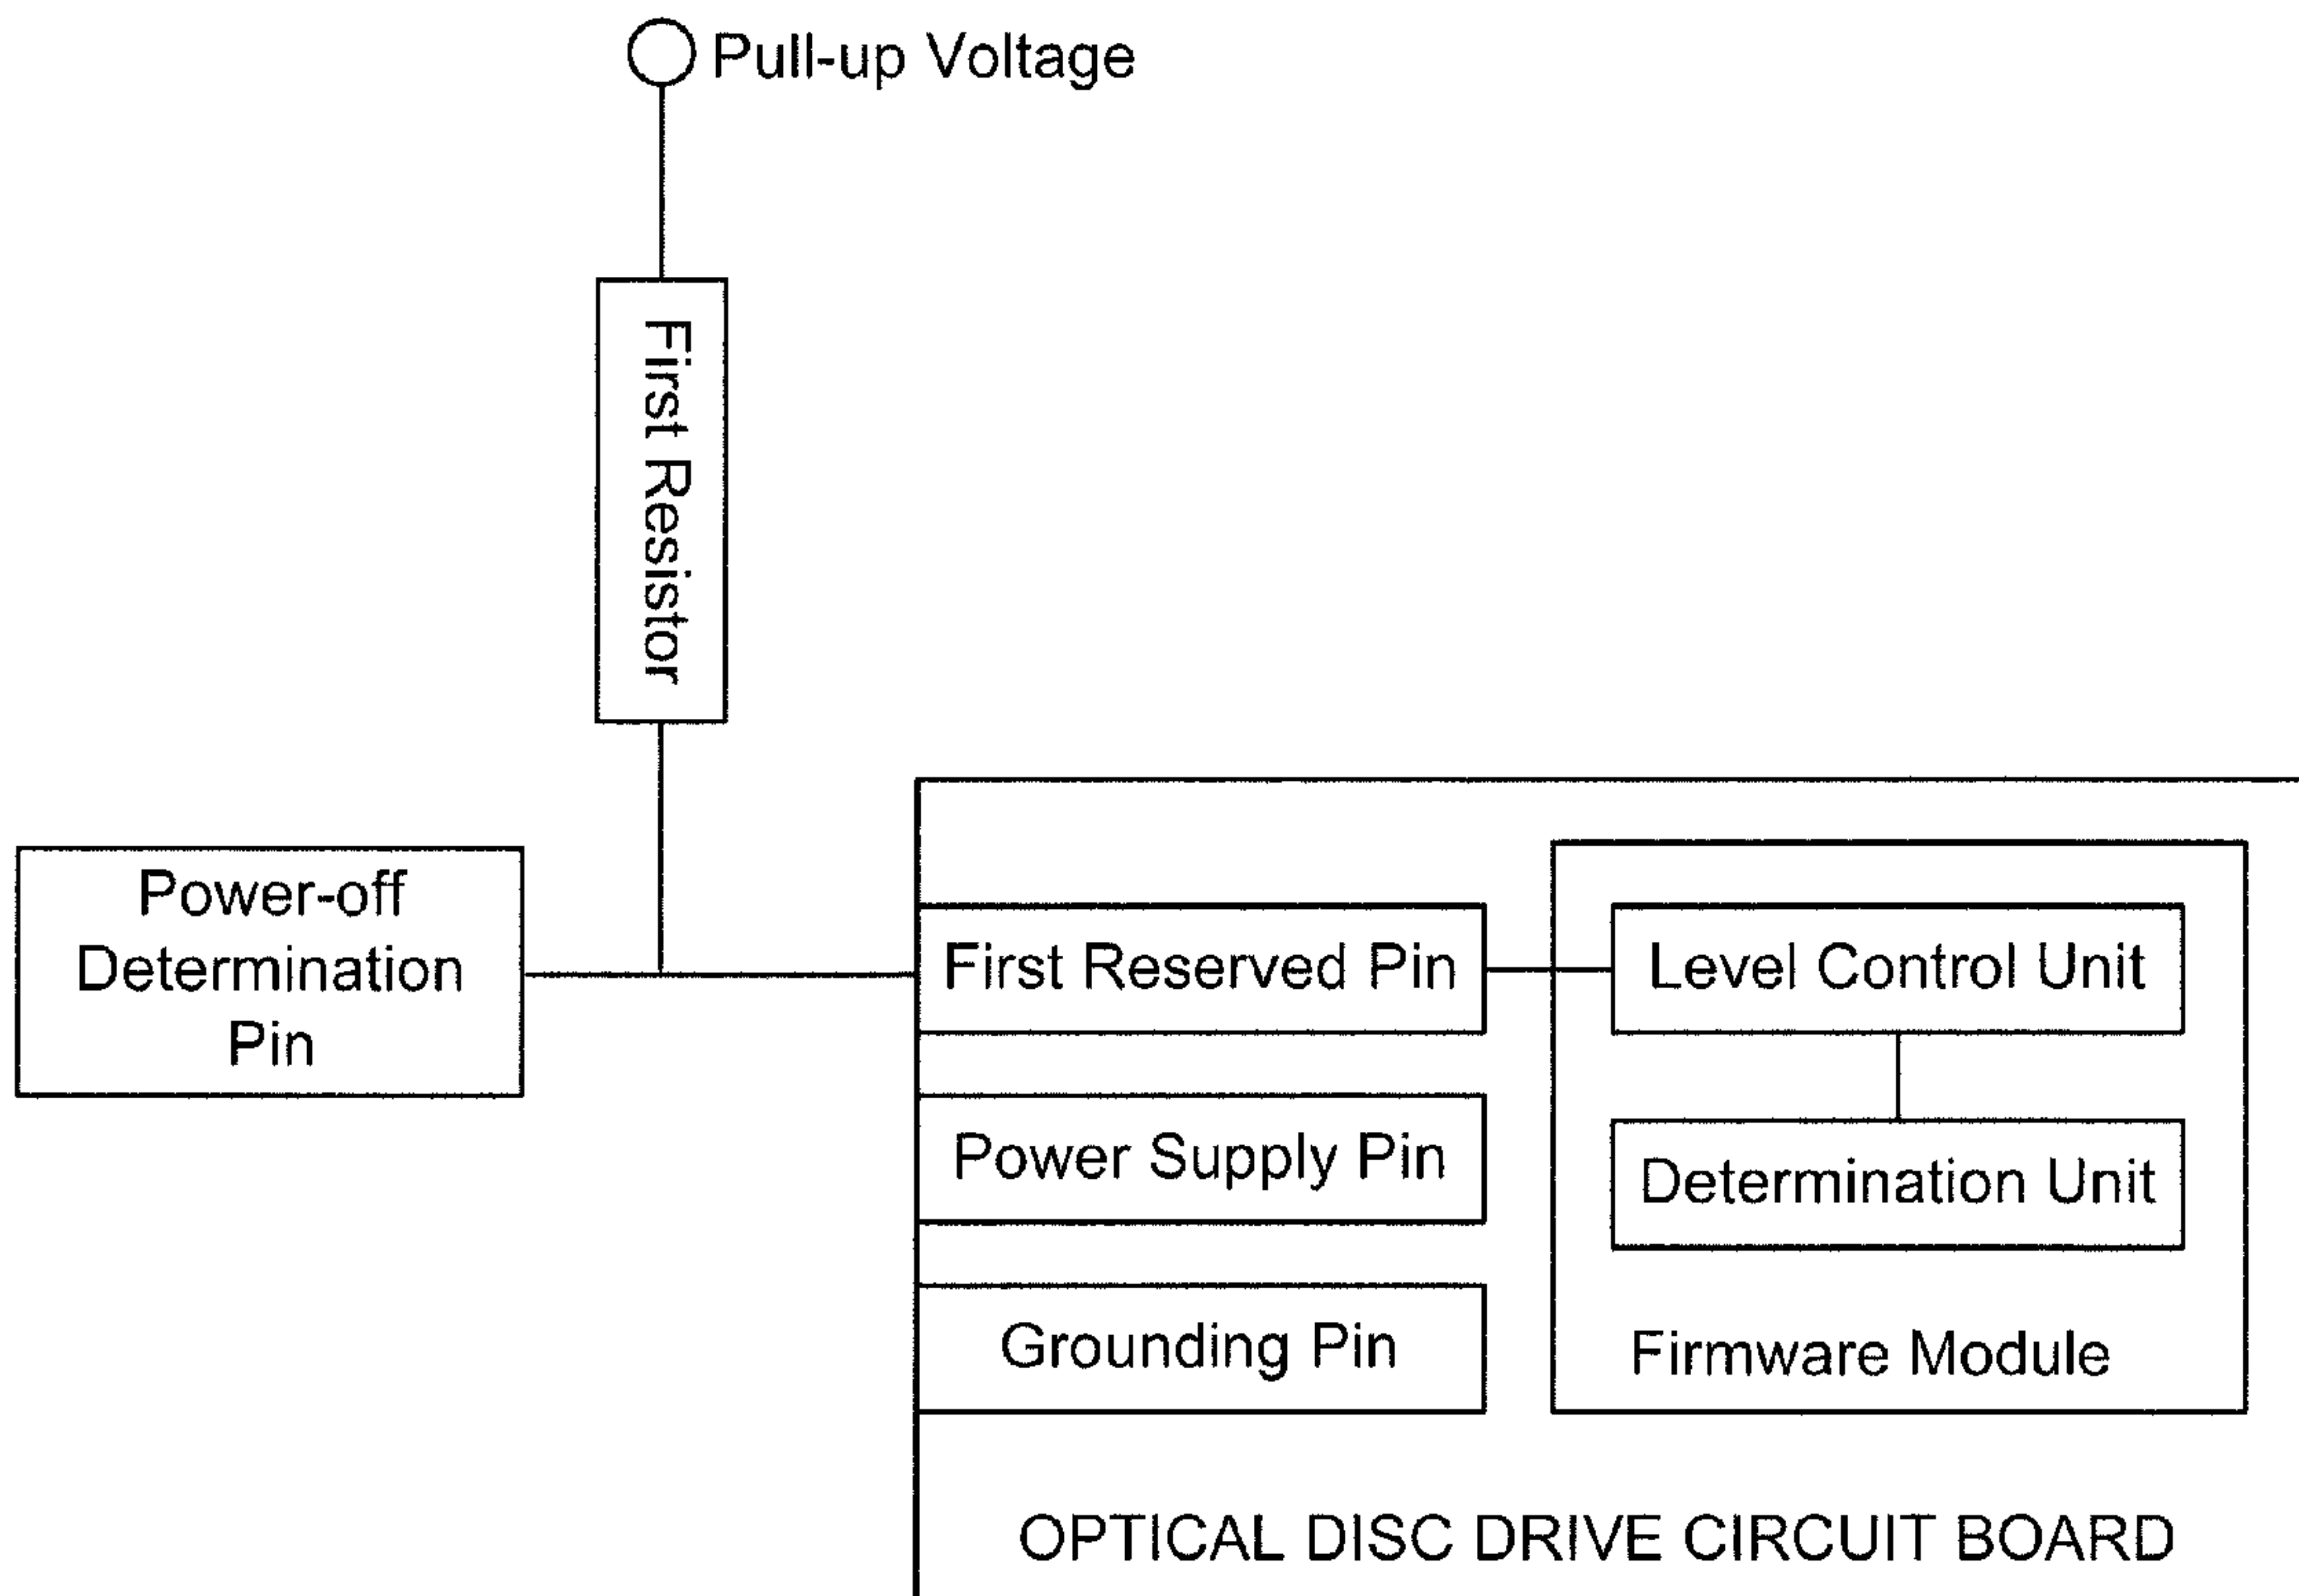 Pull-up Voltage
First Resistor
Power-off
Determination
Pin
First Reserved Pin
Level Control Unit
Power Supply Pin
Determination Unit
Grounding Pin
Firmware Module
OPTICAL DISC DRIVE CIRCUIT BOARD